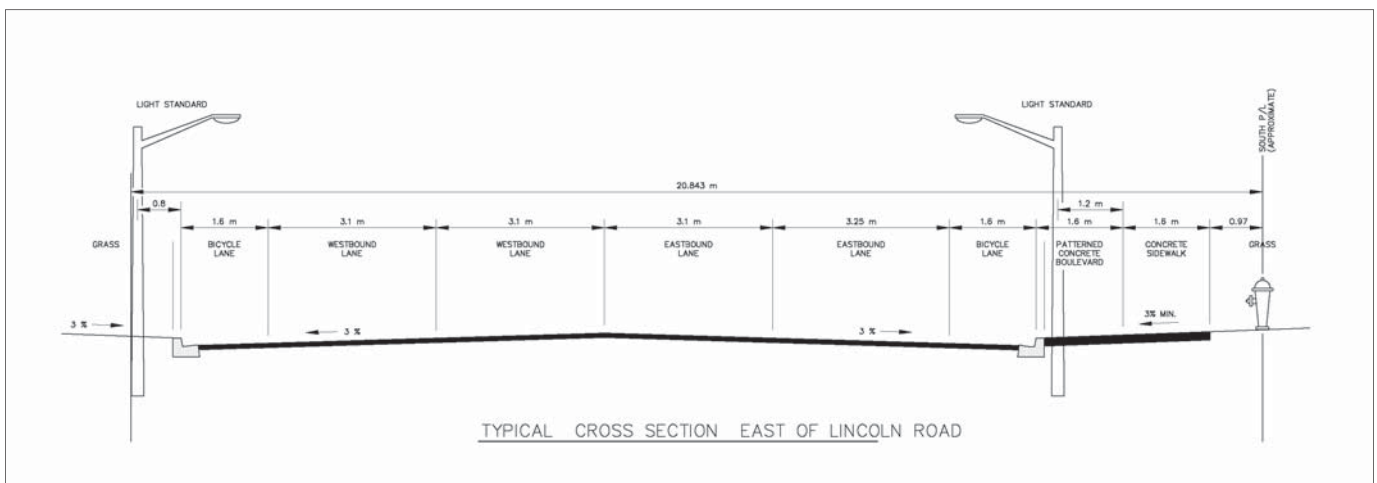 LIGHT STANDARD
LIGHT STANDARD
SOUTH P/L
(APPROXIMATE)
20.843 m
0.8
1.2 m
1.6 m
3.1 m
3.1 m
3.1 m
3.25 m
1.6 m
1.6 m
1.6 m
0.97
GRASS
BICYCLE
LANE
WESTBOUND
LANE
WESTBOUND
LANE
EASTBOUND
LANE
EASTBOUND
LANE
BICYCLE
LANE
PATTERNED
CONCRETE
BOULEVARD
CONCRETE
SIDEWALK
GRASS
3 %
3 %
3 %
3% MIN.
TYPICAL CROSS SECTION EAST OF LINCOLN ROAD